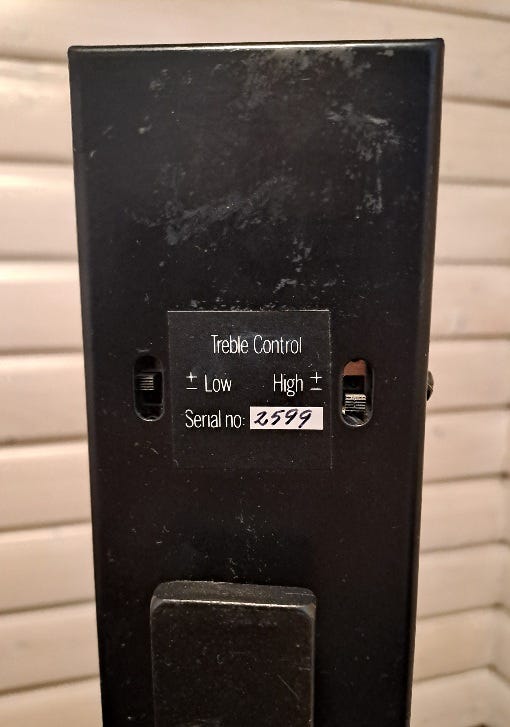 Treble Control
± Low High ±
Serial no: 2599